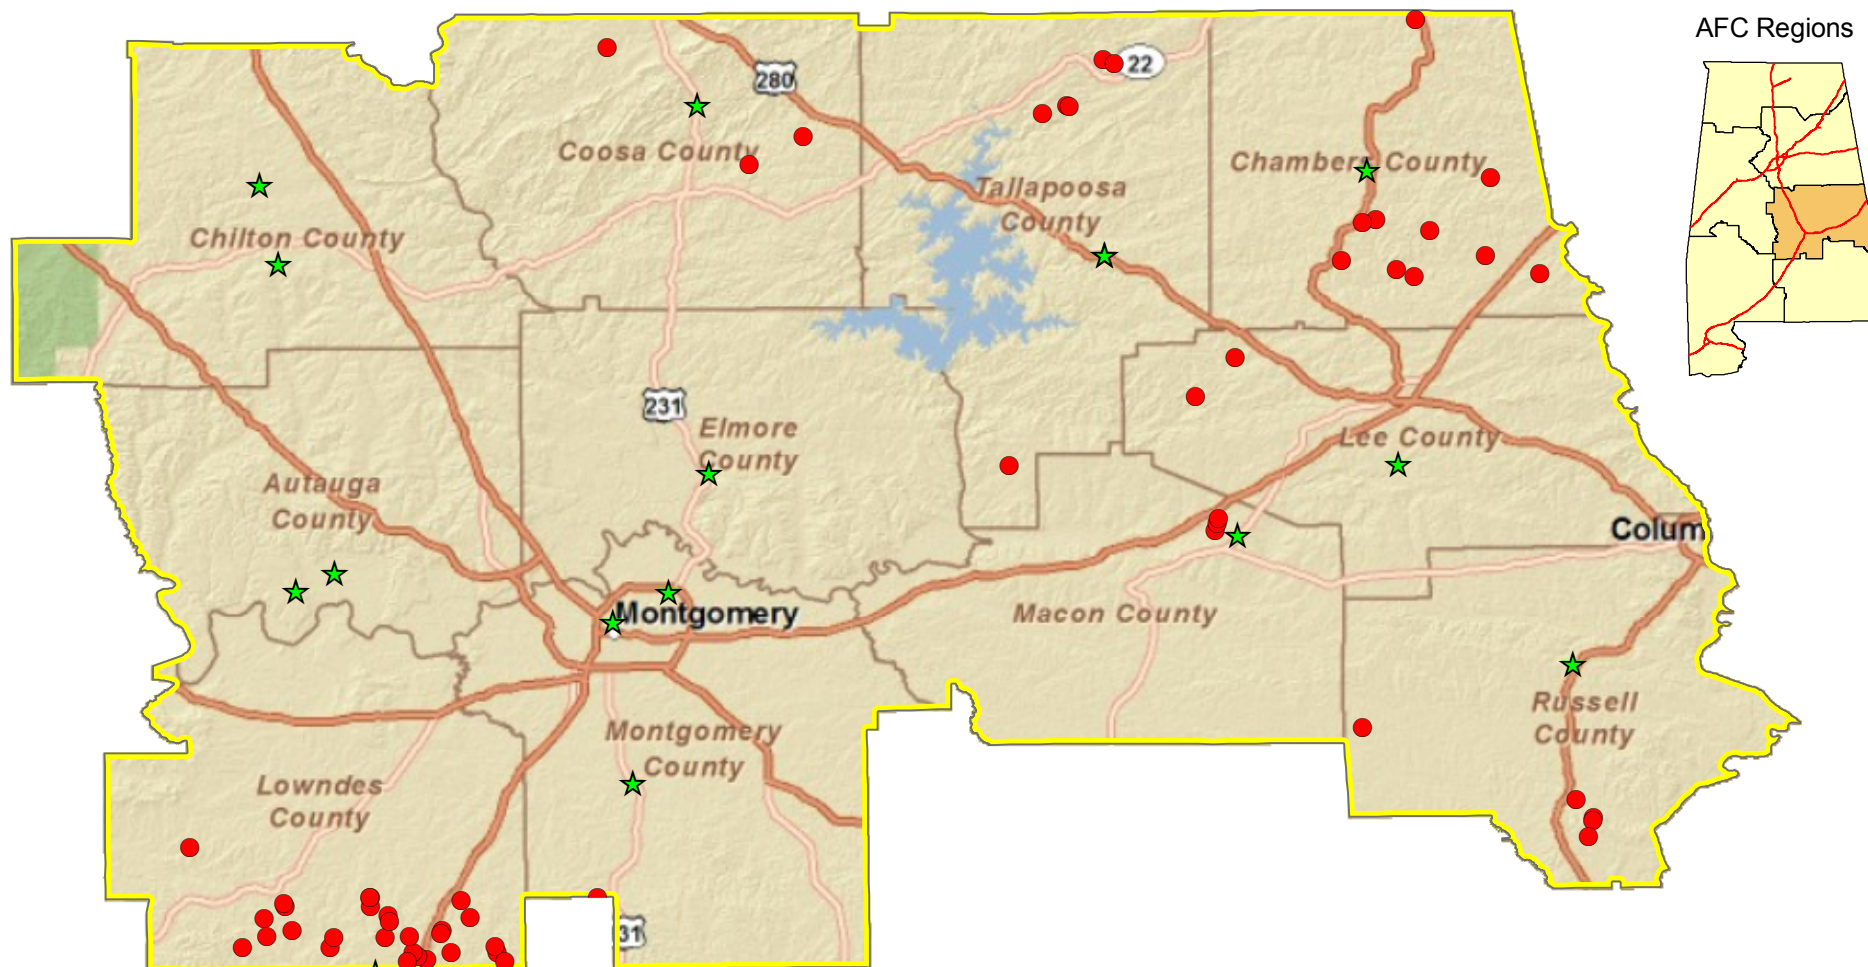 AFC Regions
22
280
Coosa County
Chambers County
Tallapoosa
County
Chilton County
231
Elmore
County
Lee County
Autauga
County
Colum
Montgomery
Macon County
Russell
County
Montgomery
County
Lowndes
County
31